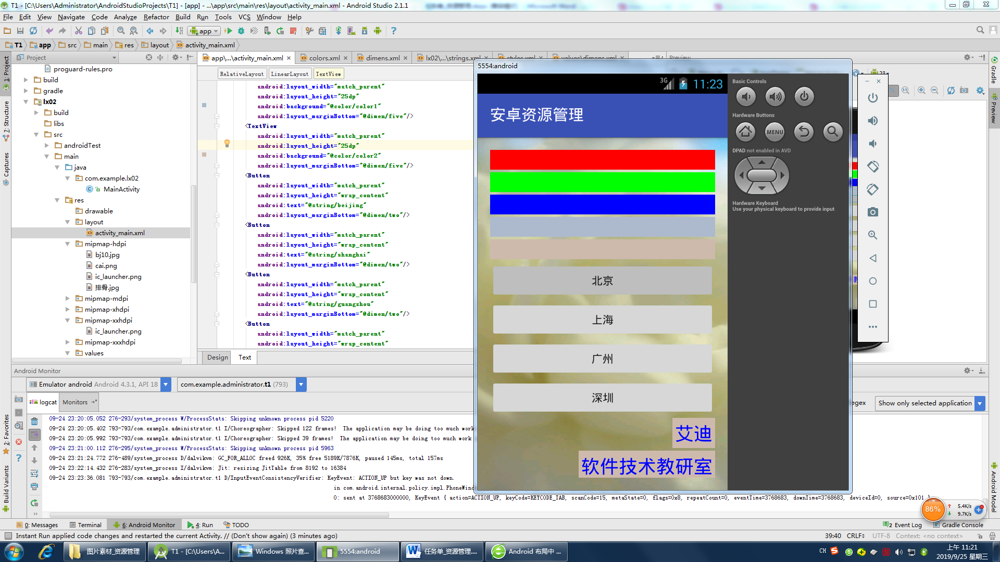 T1 - [C:\Users\Administrator\AndroidStudioProjects\T1] - [app] - ...\app\src\main\res\layout\activity_main.xml - Android Studio 2.1.1
File Edit View Navigate Code Analyze Refactor Build Run Tools VCS Window Help
app
T1 app src main res layout activity_main.xml
Project
app\...\activity_main.xml colors.xml dimens.xml lx02\...\strings.xml styles.xml values\dimens.xml
Preview
1: Project
7: Structure
Captures
2: Favorites
Build Variants
proguard-rules.pro
build
gradle
lx02
build
libs
src
androidTest
main
java
com.example.lx02
MainActivity
res
drawable
layout
activity_main.xml
mipmap-hdpi
bj10.jpg
cai.png
ic_launcher.png
排骨.jpg
mipmap-mdpi
mipmap-xhdpi
mipmap-xxhdpi
ic_launcher.png
mipmap-xxxhdpi
values
RelativeLayout LinearLayout TextView
android:layout_width="match_parent"
android:layout_height="25dp"
android:background="@color/color1"
android:layout_marginBottom="@dimen/five"/>
<TextView
android:layout_width="match_parent"
android:layout_height="25dp"
android:background="@color/color2"
android:layout_marginBottom="@dimen/five"/>
<Button
android:layout_width="match_parent"
android:layout_height="wrap_content"
android:text="@string/beijing"
android:layout_marginBottom="@dimen/two"/>
<Button
android:layout_width="match_parent"
android:layout_height="wrap_content"
android:text="@string/shanghai"
android:layout_marginBottom="@dimen/two"/>
<Button
android:layout_width="match_parent"
android:layout_height="wrap_content"
android:text="@string/guangzhou"
android:layout_marginBottom="@dimen/two"/>
<Button
android:layout_width="match_parent"
android:layout_height="wrap_content"
Design Text
5554:android
3G 11:23
安卓资源管理
北京
上海
广州
深圳
艾迪
软件技术教研室
Basic Controls
Hardware Buttons
MENU
DPAD not enabled in AVD
Hardware Keyboard
Use your physical keyboard to provide input
Gradle
Preview
Android Model
Android Monitor
Emulator android Android 4.3.1, API 18
com.example.administrator.t1 (793)
logcat Monitors
egex
Show only selected application
09-24 23:20:05.052 276-293/system_process W/ProcessStats: Skipping unknown process pid 5220
09-24 23:20:05.402 793-793/com.example.administrator.t1 I/Choreographer: Skipped 122 frames! The application may be doing too much work
09-24 23:20:05.992 793-793/com.example.administrator.t1 I/Choreographer: Skipped 39 frames! The application may be doing too much work
09-24 23:21:00.112 276-295/system_process W/ProcessStats: Skipping unknown process pid 5963
09-24 23:21:24.772 276-489/system_process D/dalvikvm: GC_FOR_ALLOC freed 926K, 35% free 5189K/7876K, paused 145ms, total 157ms
09-24 23:22:14.432 276-283/system_process I/dalvikvm: Jit: resizing JitTable from 8192 to 16384
09-24 23:23:36.081 793-793/com.example.administrator.t1 D/InputEventConsistencyVerifier: KeyEvent: ACTION_UP but key was not down.
in com.android.internal.policy.impl.PhoneWind
0: sent at 3768683000000, KeyEvent { action=ACTION_UP, keyCode=KEYCODE_TAB, scanCode=15, metaState=0, flags=0x8, repeatCount=0, eventTime=3768683, downTime=3768683, deviceId=0, source=0x101 }
86%
5.4K/s
9.7K/s
0: Messages Terminal 6: Android Monitor 4: Run TODO
2 Event Log Gradle Console
Instant Run applied code changes and restarted the current Activity. // (Don't show again) (3 minutes ago)
39:40 CRLF UTF-8 Context: <no context>
图片素材_资源管理
T1 - [C:\Users\A...
Windows 照片查...
5554:android
任务单_资源管理....
Android 布局中 ...
CH
上午 11:21
2019/9/25 星期三